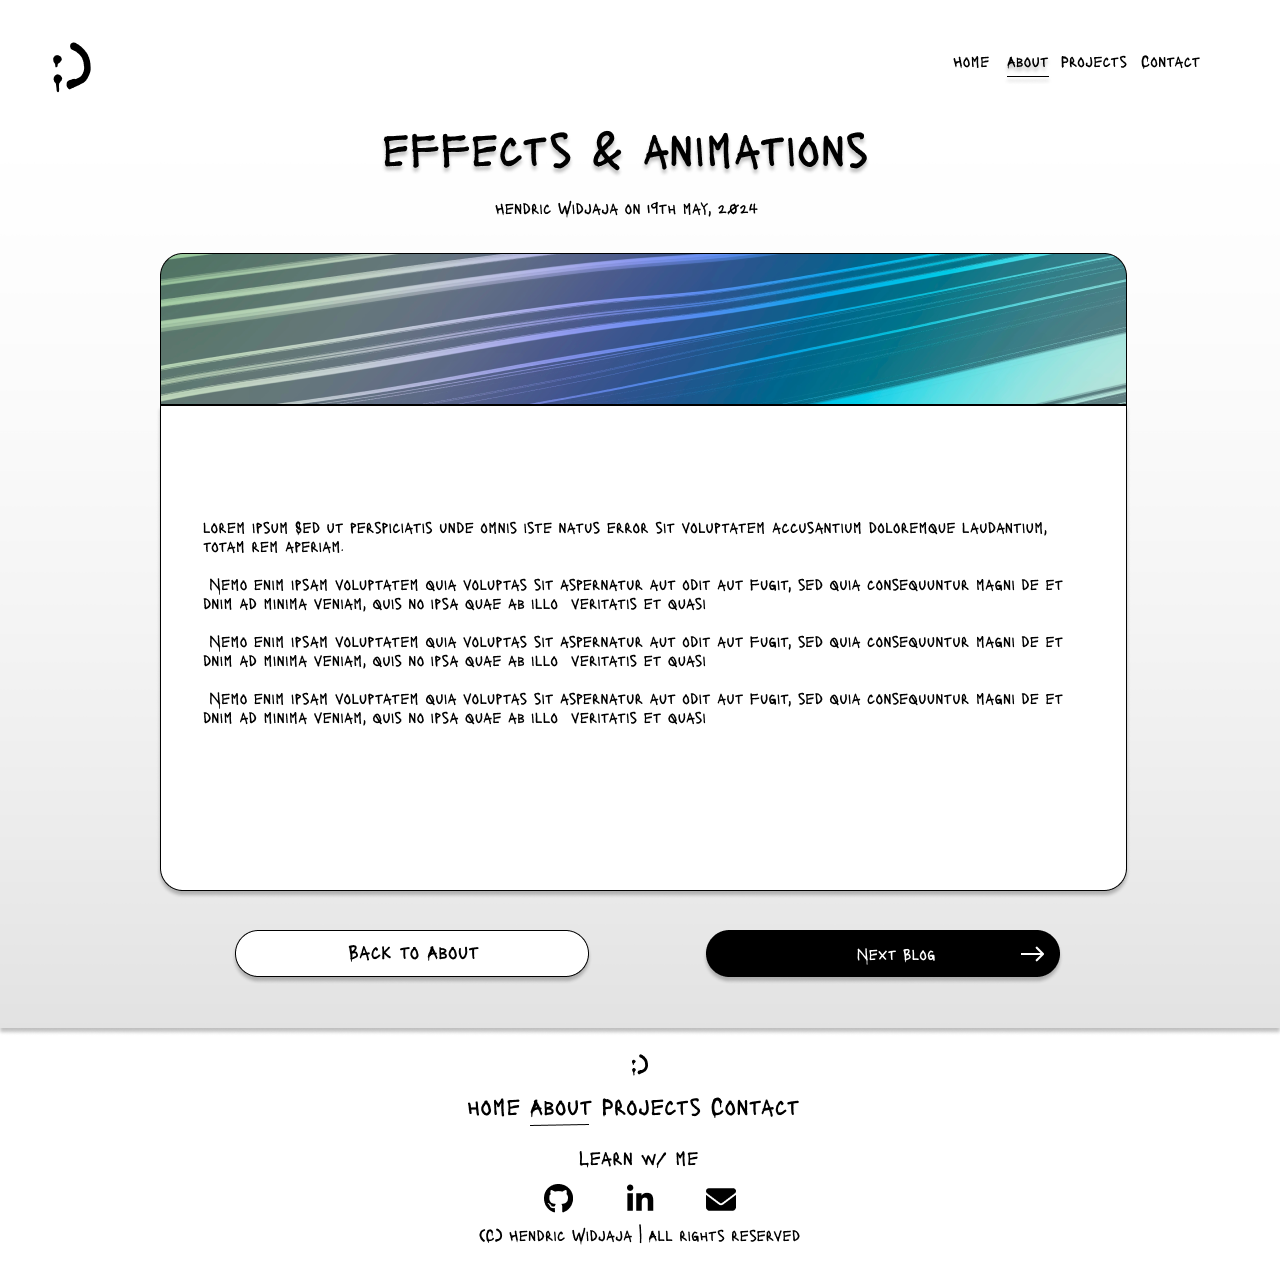 HOME ABOUT PROJECTS CONTACT
EFFECTS & ANIMATIONS
HENDRIC WIDJAJA ON 19TH MAY, 2024
LOREM IPSUM SED UT PERSPICIATIS UNDE OMNIS ISTE NATUS ERROR SIT VOLUPTATEM ACCUSANTIUM DOLOREMQUE LAUDANTIUM,
TOTAM REM APERIAM.
NEMO ENIM IPSAM VOLUPTATEM QUIA VOLUPTAS SIT ASPERNATUR AUT ODIT AUT FUGIT, SED QUIA CONSEQUUNTUR MAGNI DE ET
DNIM AD MINIMA VENIAM, QUIS NO IPSA QUAE AB ILLO VERITATIS ET QUASI
NEMO ENIM IPSAM VOLUPTATEM QUIA VOLUPTAS SIT ASPERNATUR AUT ODIT AUT FUGIT, SED QUIA CONSEQUUNTUR MAGNI DE ET
DNIM AD MINIMA VENIAM, QUIS NO IPSA QUAE AB ILLO VERITATIS ET QUASI
NEMO ENIM IPSAM VOLUPTATEM QUIA VOLUPTAS SIT ASPERNATUR AUT ODIT AUT FUGIT, SED QUIA CONSEQUUNTUR MAGNI DE ET
DNIM AD MINIMA VENIAM, QUIS NO IPSA QUAE AB ILLO VERITATIS ET QUASI
BACK TO ABOUT
NEXT BLOG
HOME ABOUT PROJECTS CONTACT
LEARN W/ ME
in
(C) HENDRIC WIDJAJA | ALL RIGHTS RESERVED